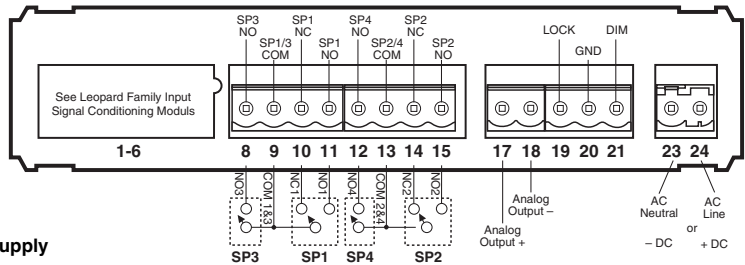 SP3 NO
SP1/3 COM
SP1 NC
SP1 NO
SP4 NO
SP2/4 COM
SP2 NC
SP2 NO
LOCK
GND
DIM
See Leopard Family Input
Signal Conditioning Moduls
1-6
8 9 10 11 12 13 14 15 17 18 19 20 21 23 24
NO3
COM 1&3
NC1
NO1
NO4
COM 2&4
NC2
NO2
SP3 SP1 SP4 SP2
Analog
Output +
Analog
Output –
AC
Neutral
– DC
or
AC
Line
+ DC
upply